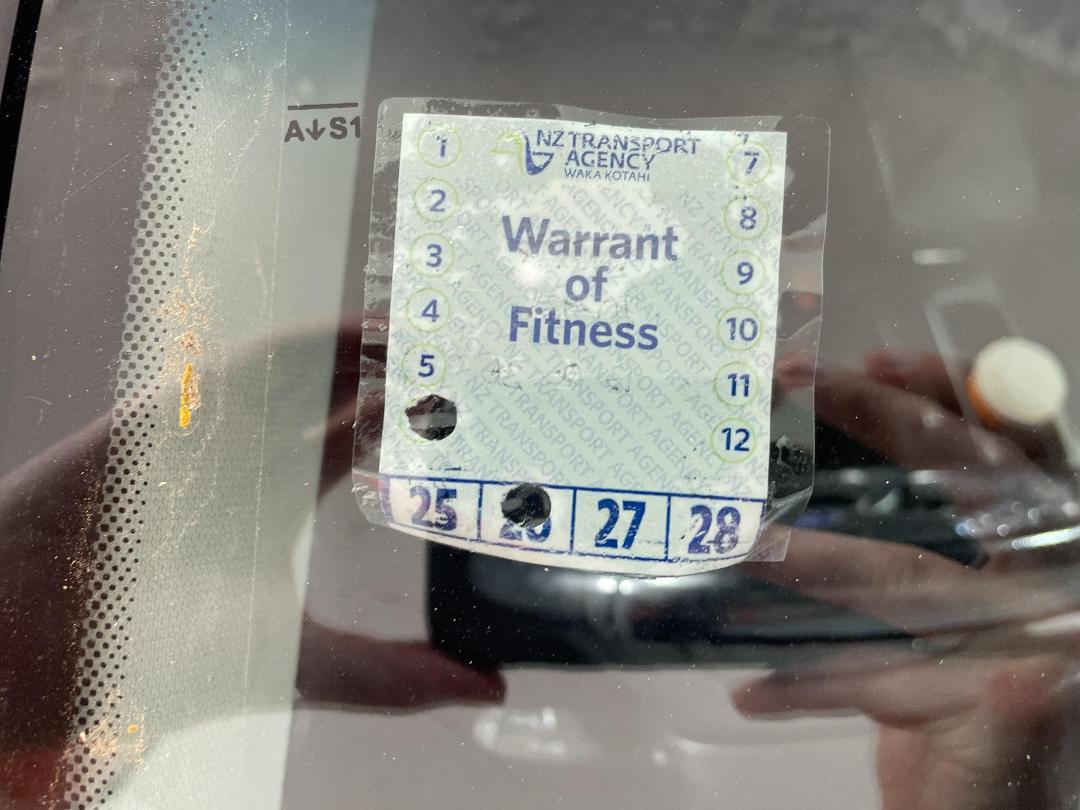 A↓S1
NZ TRANSPORT
AGENCY
WAKA KOTAHI
Warrant
of
Fitness
1
2
3
4
5
7
8
9
10
11
12
25 26 27 28